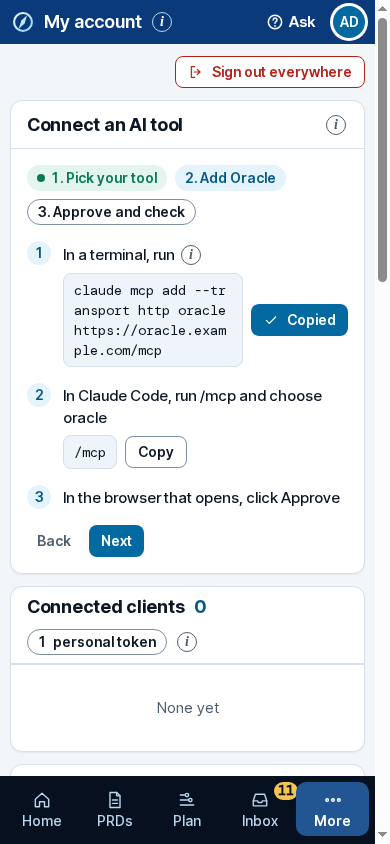 My account i Ask AD
Sign out everywhere
Connect an AI tool i
1. Pick your tool 2. Add Oracle
3. Approve and check
1 In a terminal, run i
claude mcp add --tr
ansport http oracle
https://oracle.exam
ple.com/mcp
Copied
2 In Claude Code, run /mcp and choose
oracle
/mcp Copy
3 In the browser that opens, click Approve
Back Next
Connected clients 0
1 personal token i
None yet
11
Home PRDs Plan Inbox More